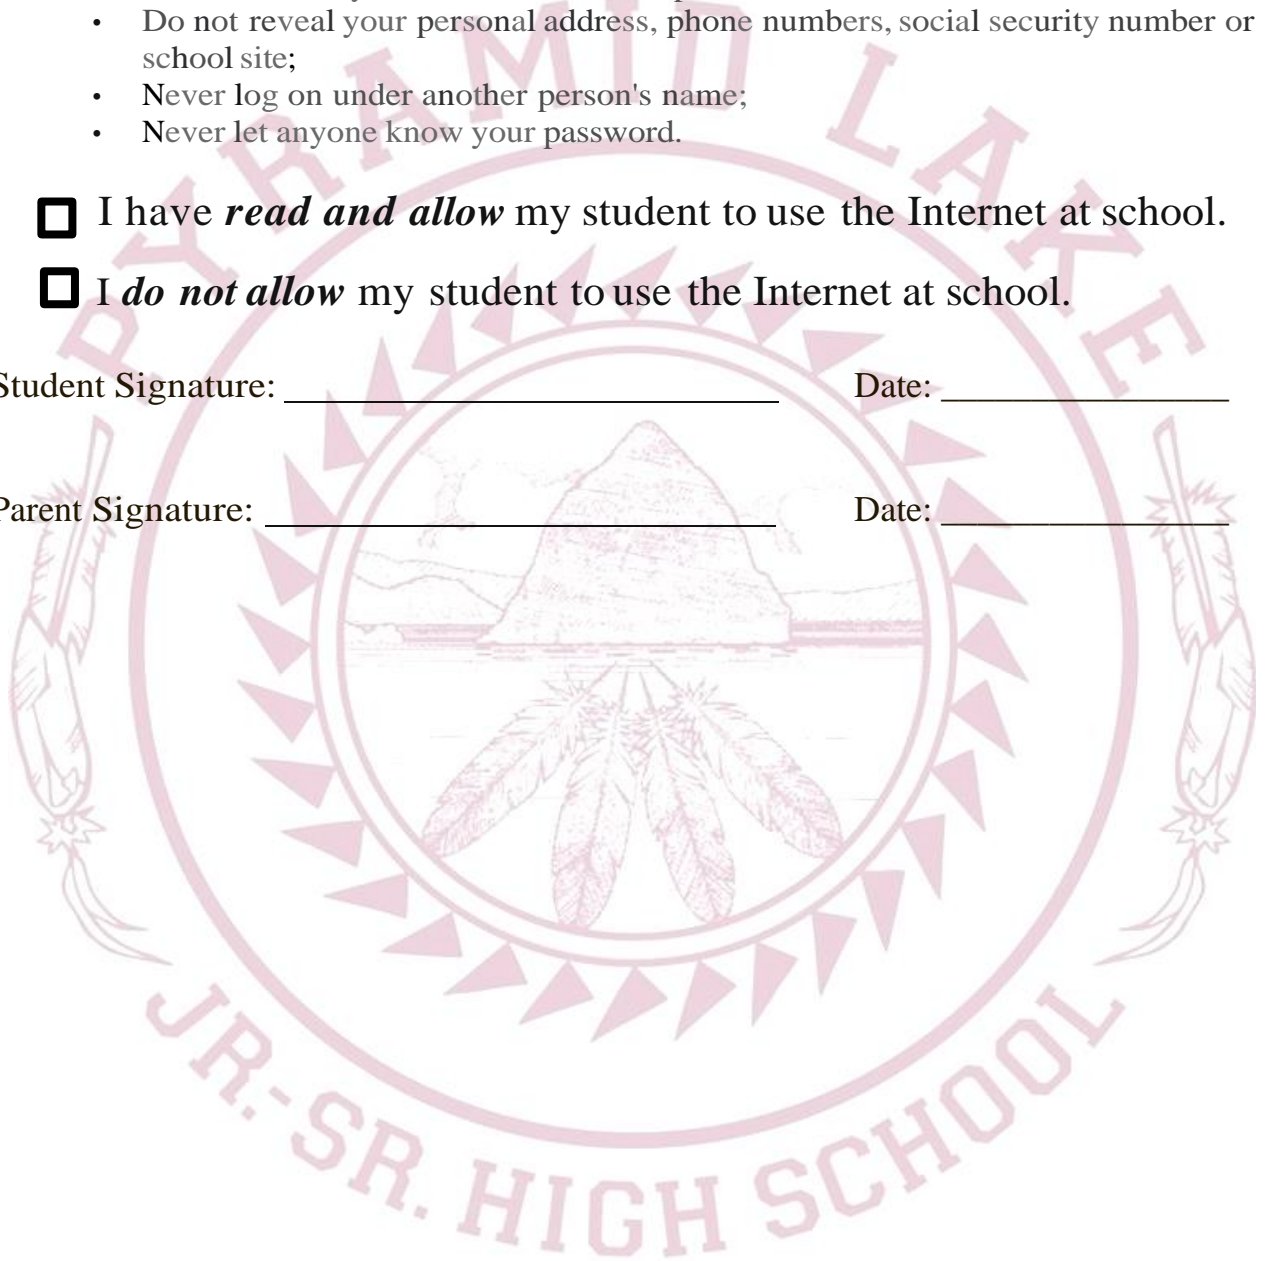 • Do not reveal your personal address, phone numbers, social security number or
school site;
• Never log on under another person's name;
• Never let anyone know your password.
I have read and allow my student to use the Internet at school.
I do not allow my student to use the Internet at school.
Student Signature: Date:
Parent Signature: Date:
PYRAMID LAKE
JR.-SR. HIGH SCHOOL